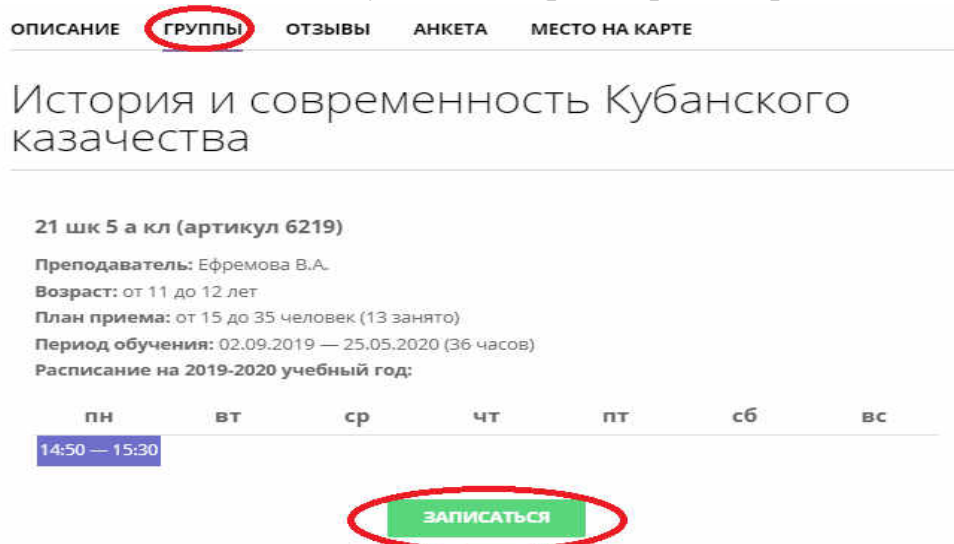 ОПИСАНИЕ ГРУППЫ ОТЗЫВЫ АНКЕТА МЕСТО НА КАРТЕ
История и современность Кубанского
казачества
21 шк 5 а кл (артикул 6219)
Преподаватель: Ефремова В.А.
Возраст: от 11 до 12 лет
План приема: от 15 до 35 человек (13 занято)
Период обучения: 02.09.2019 — 25.05.2020 (36 часов)
Расписание на 2019-2020 учебный год:
пн вт ср чт пт сб вс
14:50 — 15:30
ЗАПИСАТЬСЯ